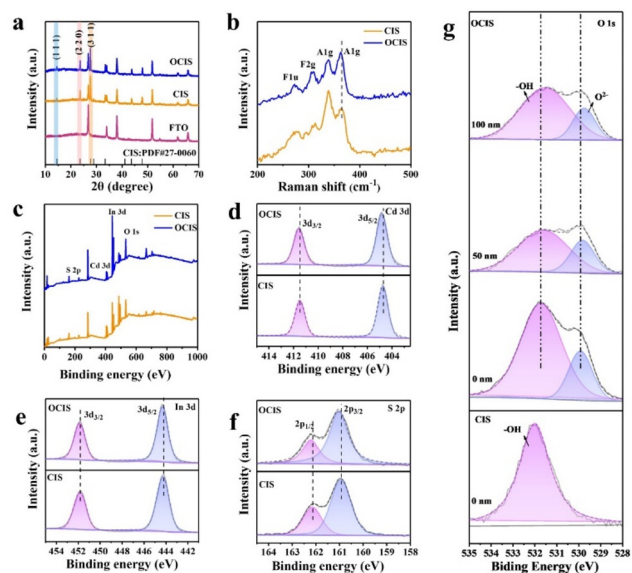 a
(1 1 1)
(2 2 0)
(3 1 1)
OCIS
CIS
FTO
CIS:PDF#27-0060
Intensity (a.u.)
10 20 30 40 50 60 70
2θ (degree)
b
CIS
OCIS
F1u
F2g
A1g
A1g
Intensity (a.u.)
200 300 400 500
Raman shift (cm-1)
c
CIS
OCIS
In 3d
O 1s
S 2p
Cd 3d
Intensity (a.u.)
0 200 400 600 800 1000
Binding energy (eV)
d
OCIS
3d3/2
3d5/2
Cd 3d
CIS
Intensity (a.u.)
414 412 410 408 406 404
Binding energy (eV)
e
OCIS
3d3/2
3d5/2
In 3d
CIS
Intensity (a.u.)
454 452 450 448 446 444 442
Binding energy (eV)
f
OCIS
2p1/2
2p3/2
S 2p
CIS
Intensity (a.u.)
164 163 162 161 160 159 158
Binding energy (eV)
g
OCIS
O 1s
-OH
O2-
100 nm
50 nm
0 nm
CIS
-OH
0 nm
Intensity (a.u.)
535 534 533 532 531 530 529 528
Biding Energy (eV)